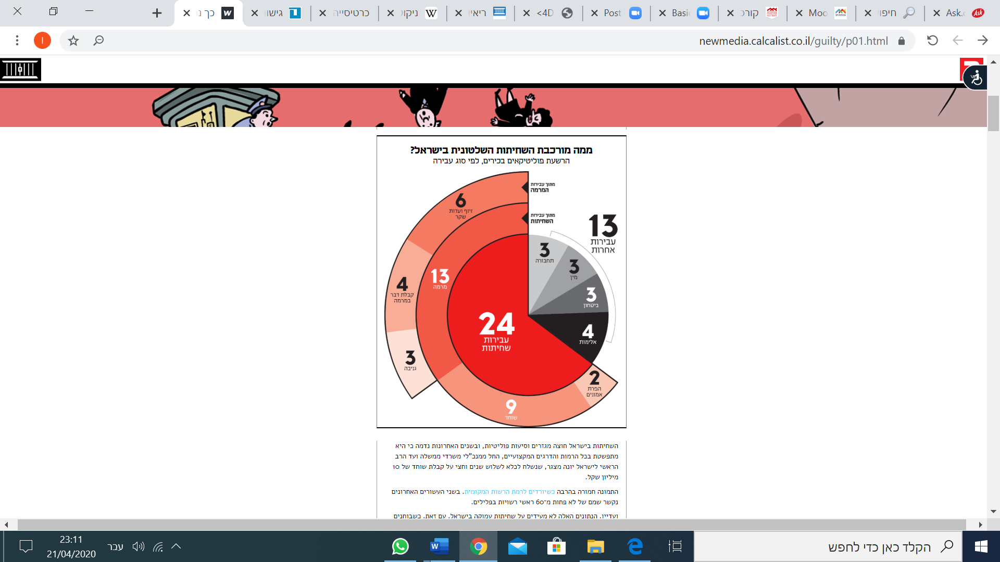 Ask.
חיפו
Moo
קורכ
Basi
Post
<4D
ריאי
ניקוי
כרטיסייה
גישו
כך נ
newmedia.calcalist.co.il/guilty/p01.html
ממה מורכבת השחיתות השלטונית בישראל?
הרשעת פוליטיקאים בכירים, לפי סוג עבירה
מתוך עבירות
המרמה
מתוך עבירות
השחיתות
13
עבירות
אחרות
3
תחבורה
3
מין
3
ביטחון
4
אלימות
24
עבירות
שחיתות
6
זיוף ועדות
שקר
13
מרמה
4
קבלת דבר
במרמה
3
גניבה
9
שוחד
2
הפרת
אמונים
השחיתות בישראל חוצה מגזרים וסיעות פוליטיות, ובשנים האחרונות נדמה כי היא
מתפשטת בכל הרמות והדרגים המקצועיים, החל ממנכ"לי משרדי ממשלה ועד הרב
הראשי לישראל יונה מצגר, שנשלח לכלא לשלוש שנים וחצי על קבלת שוחד של 10
מיליון שקל.
התמונה חמורה בהרבה כשיורדים לרמת הרשות המקומית. בשני העשורים האחרונים
נקשר שמם של לא פחות מ־60 ראשי רשויות בפלילים.
ועדיין, הנתונים האלה לא מעידים על שחיתות עמוקה בישראל. עם זאת, כשבוחנים
הקלד כאן כדי לחפש
עבר
23:11
21/04/2020